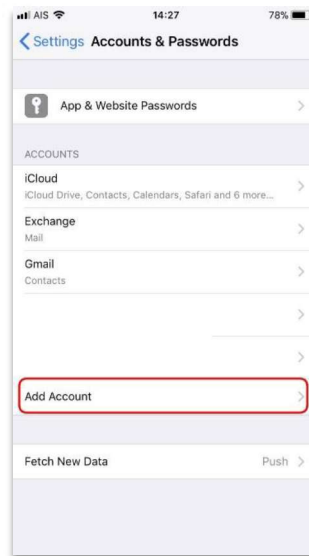 AIS 14:27 78%
Settings Accounts & Passwords
App & Website Passwords
ACCOUNTS
iCloud
iCloud Drive, Contacts, Calendars, Safari and 6 more...
Exchange
Mail
Gmail
Contacts
Add Account
Fetch New Data Push